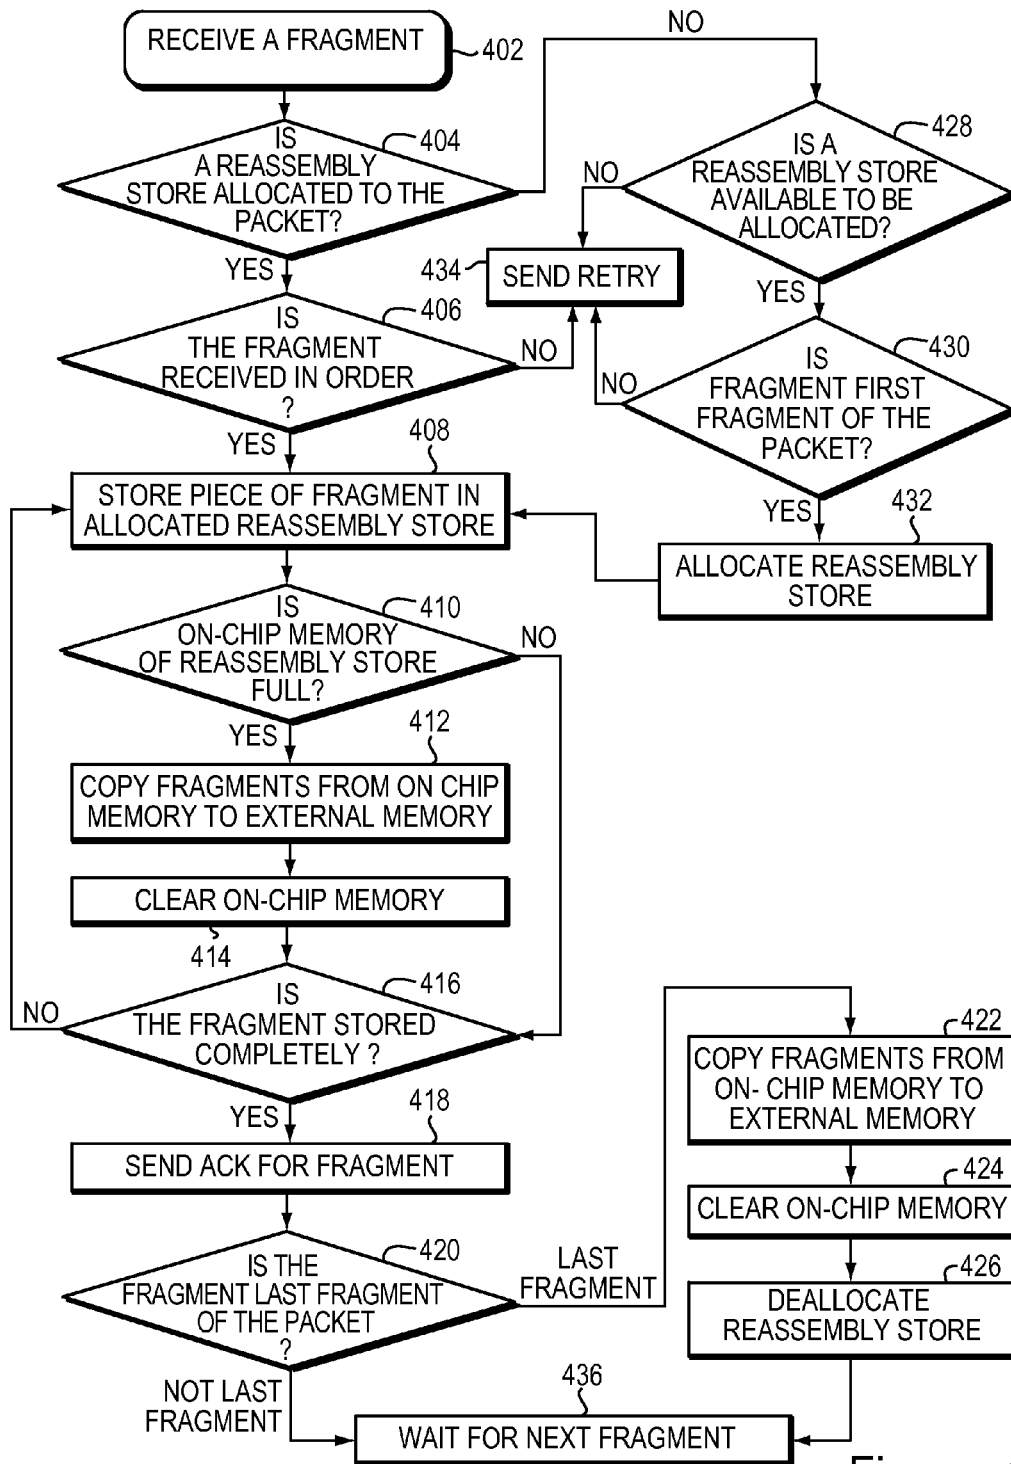 RECEIVE A FRAGMENT
402
NO
IS
A REASSEMBLY
STORE ALLOCATED TO THE
PACKET?
404
YES
IS A
REASSEMBLY STORE
AVAILABLE TO BE
ALLOCATED?
428
NO
YES
434
SEND RETRY
IS
THE FRAGMENT
RECEIVED IN ORDER
?
406
NO
YES
IS
FRAGMENT FIRST
FRAGMENT OF THE
PACKET?
430
NO
YES
408
STORE PIECE OF FRAGMENT IN
ALLOCATED REASSEMBLY STORE
432
ALLOCATE REASSEMBLY
STORE
IS
ON-CHIP MEMORY
OF REASSEMBLY STORE
FULL?
410
NO
YES
412
COPY FRAGMENTS FROM ON CHIP
MEMORY TO EXTERNAL MEMORY
CLEAR ON-CHIP MEMORY
414
IS
THE FRAGMENT STORED
COMPLETELY ?
416
NO
YES
418
SEND ACK FOR FRAGMENT
IS THE
FRAGMENT LAST FRAGMENT
OF THE PACKET
?
420
LAST
FRAGMENT
NOT LAST
FRAGMENT
422
COPY FRAGMENTS FROM
ON- CHIP MEMORY TO
EXTERNAL MEMORY
424
CLEAR ON-CHIP MEMORY
426
DEALLOCATE
REASSEMBLY STORE
436
WAIT FOR NEXT FRAGMENT